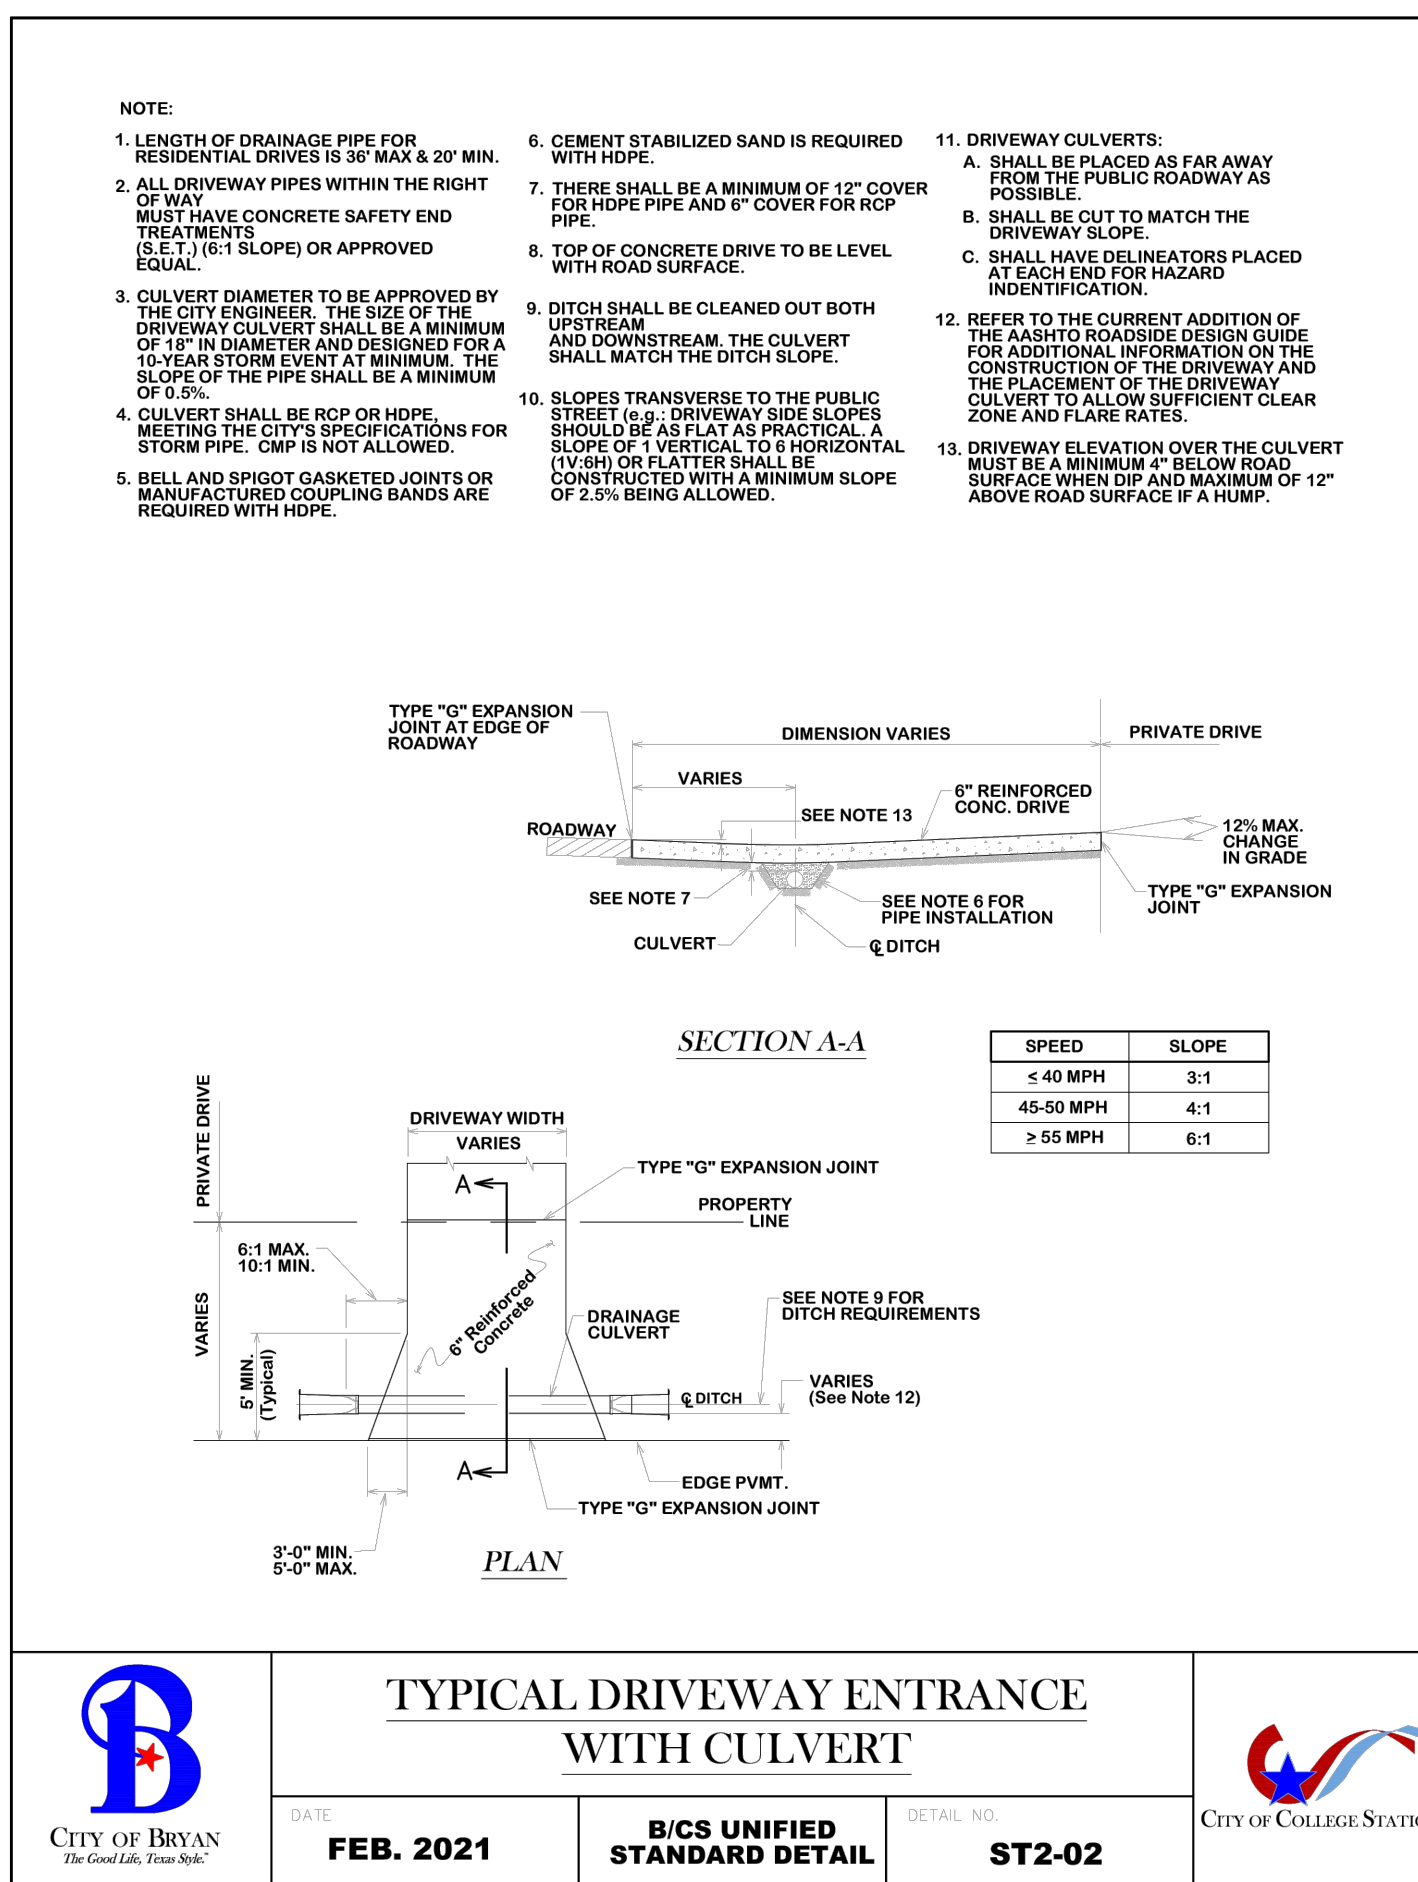 NOTE:
1. LENGTH OF DRAINAGE PIPE FOR
RESIDENTIAL DRIVES IS 36' MAX & 20' MIN.
2. ALL DRIVEWAY PIPES WITHIN THE RIGHT
OF WAY
MUST HAVE CONCRETE SAFETY END
TREATMENTS
(S.E.T.) (6:1 SLOPE) OR APPROVED
EQUAL.
3. CULVERT DIAMETER TO BE APPROVED BY
THE CITY ENGINEER. THE SIZE OF THE
DRIVEWAY CULVERT SHALL BE A MINIMUM
OF 18" IN DIAMETER AND DESIGNED FOR A
10-YEAR STORM EVENT AT MINIMUM. THE
SLOPE OF THE PIPE SHALL BE A MINIMUM
OF 0.5%.
4. CULVERT SHALL BE RCP OR HDPE,
MEETING THE CITY'S SPECIFICATIONS FOR
STORM PIPE. CMP IS NOT ALLOWED.
5. BELL AND SPIGOT GASKETED JOINTS OR
MANUFACTURED COUPLING BANDS ARE
REQUIRED WITH HDPE.
6. CEMENT STABILIZED SAND IS REQUIRED
WITH HDPE.
7. THERE SHALL BE A MINIMUM OF 12" COVER
FOR HDPE PIPE AND 6" COVER FOR RCP
PIPE.
8. TOP OF CONCRETE DRIVE TO BE LEVEL
WITH ROAD SURFACE.
9. DITCH SHALL BE CLEANED OUT BOTH
UPSTREAM
AND DOWNSTREAM. THE CULVERT
SHALL MATCH THE DITCH SLOPE.
10. SLOPES TRANSVERSE TO THE PUBLIC
STREET (e.g.: DRIVEWAY SIDE SLOPES
SHOULD BE AS FLAT AS PRACTICAL. A
SLOPE OF 1 VERTICAL TO 6 HORIZONTAL
(1V:6H) OR FLATTER SHALL BE
CONSTRUCTED WITH A MINIMUM SLOPE
OF 2.5% BEING ALLOWED.
11. DRIVEWAY CULVERTS:
A. SHALL BE PLACED AS FAR AWAY
FROM THE PUBLIC ROADWAY AS
POSSIBLE.
B. SHALL BE CUT TO MATCH THE
DRIVEWAY SLOPE.
C. SHALL HAVE DELINEATORS PLACED
AT EACH END FOR HAZARD
INDENTIFICATION.
12. REFER TO THE CURRENT ADDITION OF
THE AASHTO ROADSIDE DESIGN GUIDE
FOR ADDITIONAL INFORMATION ON THE
CONSTRUCTION OF THE DRIVEWAY AND
THE PLACEMENT OF THE DRIVEWAY
CULVERT TO ALLOW SUFFICIENT CLEAR
ZONE AND FLARE RATES.
13. DRIVEWAY ELEVATION OVER THE CULVERT
MUST BE A MINIMUM 4" BELOW ROAD
SURFACE WHEN DIP AND MAXIMUM OF 12"
ABOVE ROAD SURFACE IF A HUMP.
TYPE "G" EXPANSION
JOINT AT EDGE OF
ROADWAY
DIMENSION VARIES
PRIVATE DRIVE
VARIES
6" REINFORCED
CONC. DRIVE
SEE NOTE 13
ROADWAY
12% MAX.
CHANGE
IN GRADE
SEE NOTE 7
SEE NOTE 6 FOR
PIPE INSTALLATION
TYPE "G" EXPANSION
JOINT
CULVERT
℄ DITCH
SECTION A-A
SPEED SLOPE
≤ 40 MPH 3:1
45-50 MPH 4:1
≥ 55 MPH 6:1
PRIVATE DRIVE
DRIVEWAY WIDTH
VARIES
TYPE "G" EXPANSION JOINT
A
PROPERTY
LINE
6:1 MAX.
10:1 MIN.
VARIES
6" Reinforced
Concrete
DRAINAGE
CULVERT
SEE NOTE 9 FOR
DITCH REQUIREMENTS
5' MIN.
(Typical)
℄ DITCH
VARIES
(See Note 12)
A
EDGE PVMT.
TYPE "G" EXPANSION JOINT
3'-0" MIN.
5'-0" MAX.
PLAN
B
CITY OF BRYAN
The Good Life, Texas Style.™
TYPICAL DRIVEWAY ENTRANCE
WITH CULVERT
DATE
FEB. 2021
B/CS UNIFIED
STANDARD DETAIL
DETAIL NO.
ST2-02
CITY OF COLLEGE STATIO